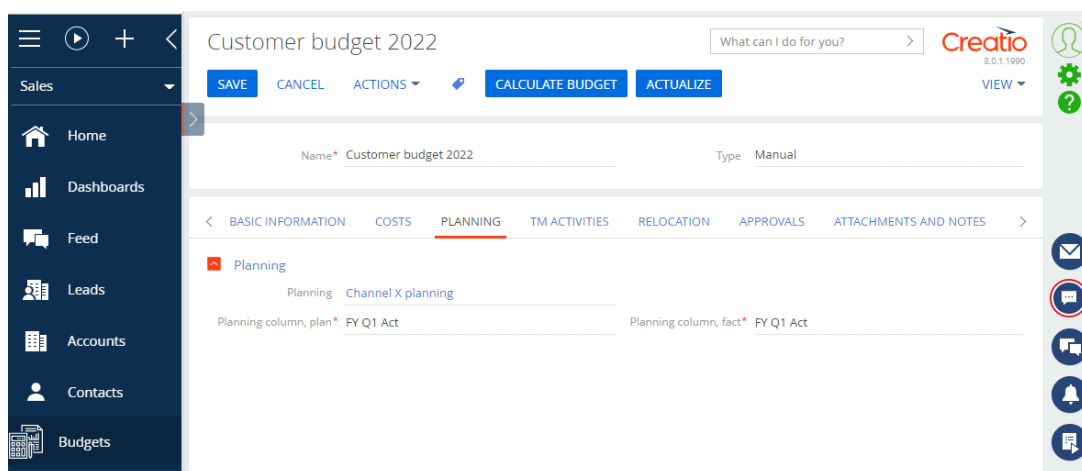 Customer budget 2022
What can I do for you?
Creatio
8.0.1.1990
Sales
SAVE CANCEL ACTIONS CALCULATE BUDGET ACTUALIZE VIEW
Home
Dashboards
Feed
Leads
Accounts
Contacts
Budgets
Name* Customer budget 2022 Type Manual
BASIC INFORMATION COSTS PLANNING TM ACTIVITIES RELOCATION APPROVALS ATTACHMENTS AND NOTES
Planning
Planning Channel X planning
Planning column, plan* FY Q1 Act Planning column, fact* FY Q1 Act